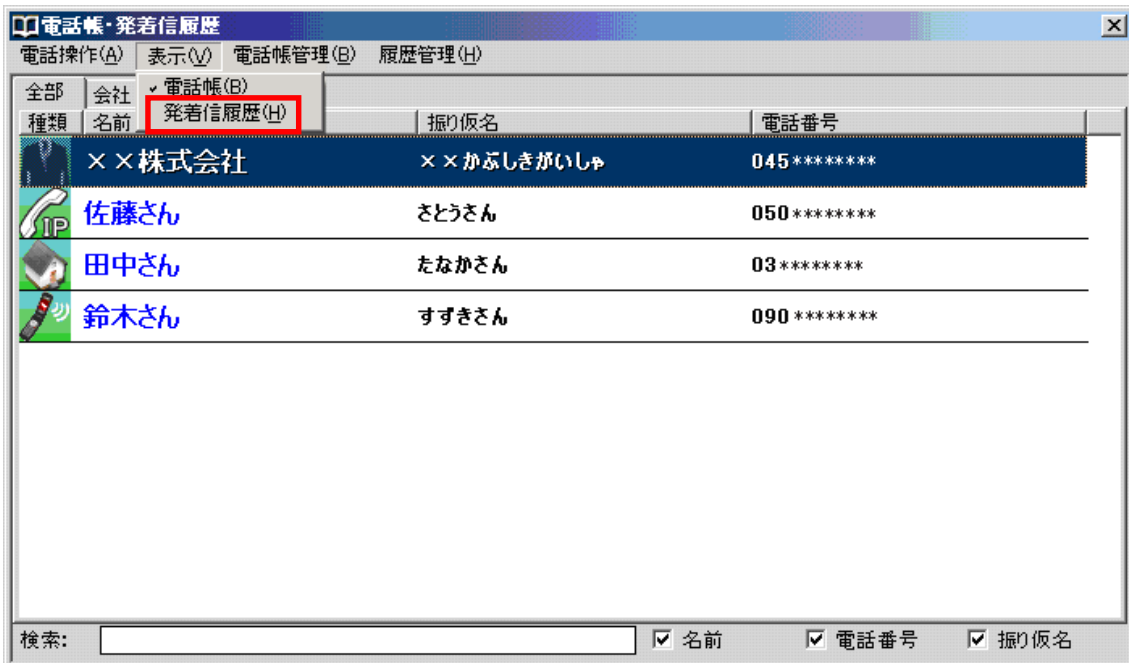 電話帳・発着信履歴
電話操作(A) 表示(V) 電話帳管理(B) 履歴管理(H)
全部 会社 電話帳(B)
発着信履歴(H)
種類 名前 振り仮名 電話番号
××株式会社 ××かぶしきがいしゃ 045********
IP 佐藤さん さとうさん 050********
田中さん たなかさん 03********
鈴木さん すずきさん 090********
検索: 名前 電話番号 振り仮名